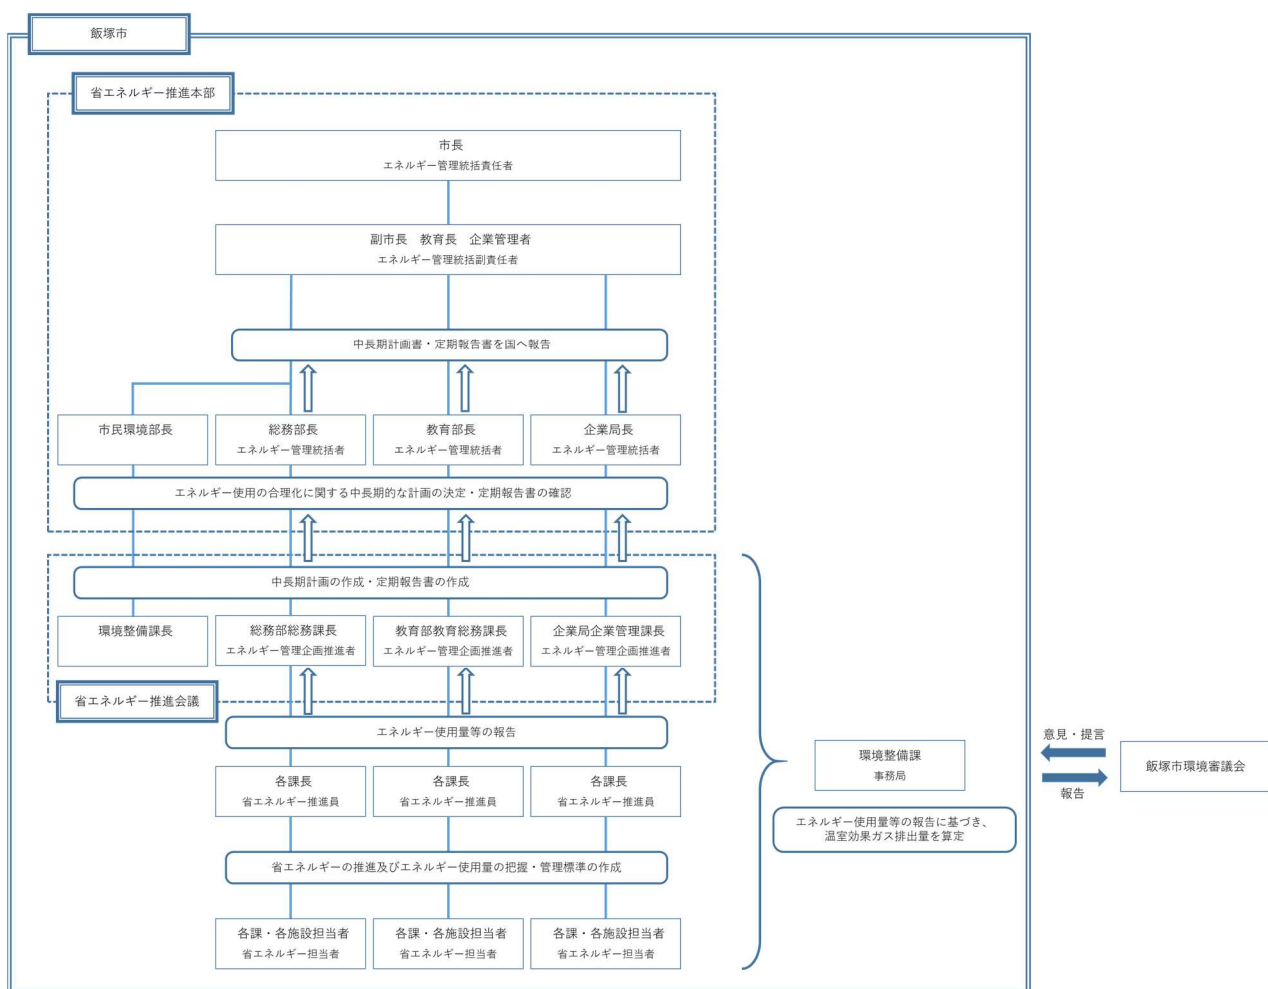 飯塚市
省エネルギー推進本部
市長
エネルギー管理統括責任者
副市長　教育長　企業管理者
エネルギー管理統括副責任者
中長期計画書・定期報告書を国へ報告
市民環境部長
総務部長
エネルギー管理統括者
教育部長
エネルギー管理統括者
企業局長
エネルギー管理統括者
エネルギー使用の合理化に関する中長期的な計画の決定・定期報告書の確認
中長期計画の作成・定期報告書の作成
環境整備課長
総務部総務課長
エネルギー管理企画推進者
教育部教育総務課長
エネルギー管理企画推進者
企業局企業管理課長
エネルギー管理企画推進者
省エネルギー推進会議
エネルギー使用量等の報告
各課長
省エネルギー推進員
各課長
省エネルギー推進員
各課長
省エネルギー推進員
省エネルギーの推進及びエネルギー使用量の把握・管理標準の作成
各課・各施設担当者
省エネルギー担当者
各課・各施設担当者
省エネルギー担当者
各課・各施設担当者
省エネルギー担当者
環境整備課
事務局
エネルギー使用量等の報告に基づき、
温室効果ガス排出量を算定
意見・提言
報告
飯塚市環境審議会